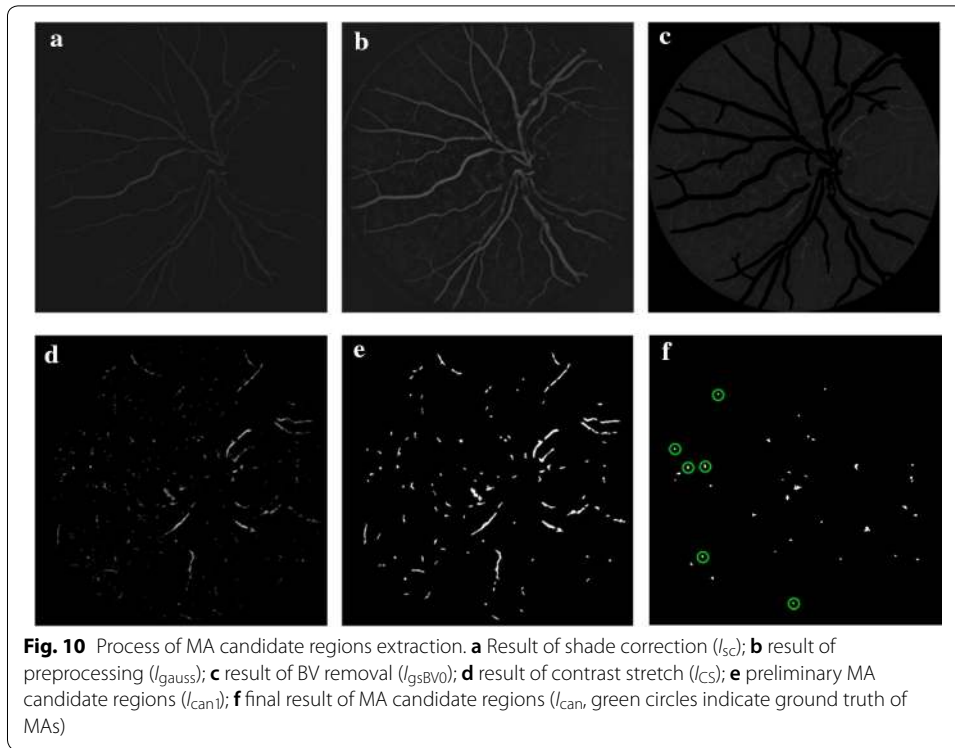 a
b
c
d
e
f
Fig. 10 Process of MA candidate regions extraction. a Result of shade correction (Isc); b result of
preprocessing (Igauss); c result of BV removal (IgsBV0); d result of contrast stretch (ICS); e preliminary MA
candidate regions (Ican1); f final result of MA candidate regions (Ican, green circles indicate ground truth of
MAs)